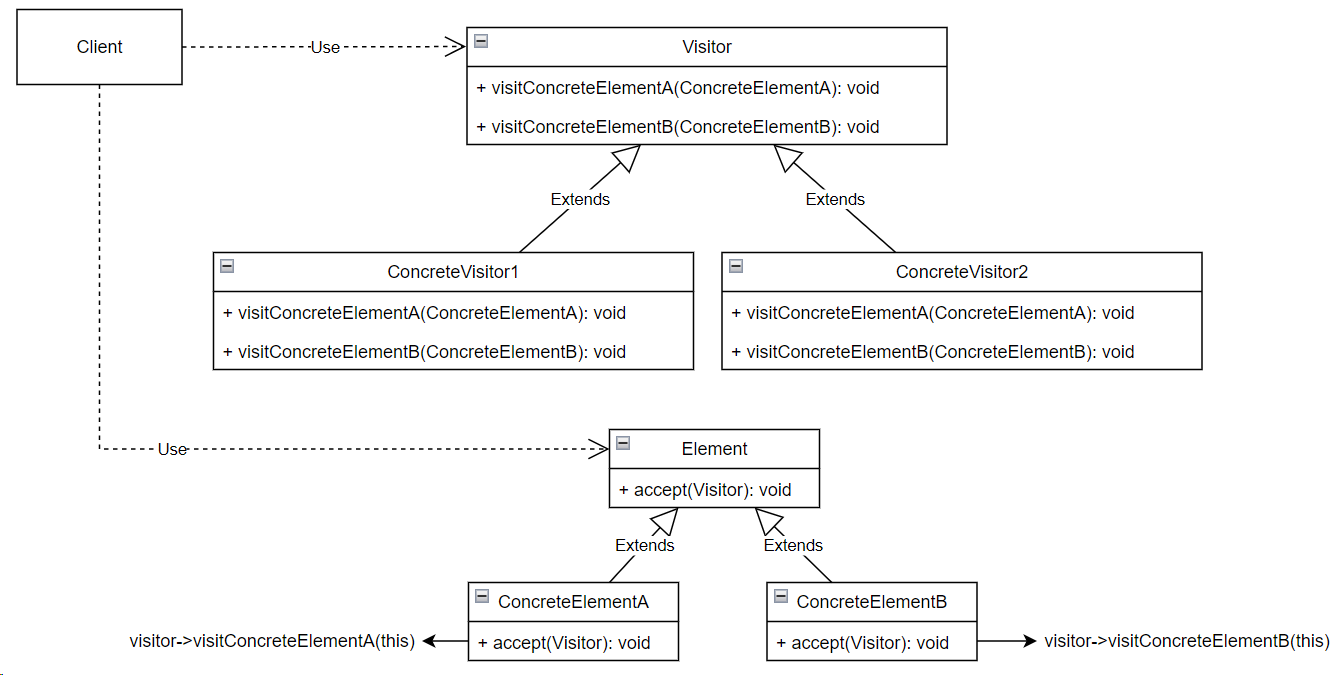 Client
Use
Visitor
+ visitConcreteElementA(ConcreteElementA): void
+ visitConcreteElementB(ConcreteElementB): void
Extends
Extends
ConcreteVisitor1
+ visitConcreteElementA(ConcreteElementA): void
+ visitConcreteElementB(ConcreteElementB): void
ConcreteVisitor2
+ visitConcreteElementA(ConcreteElementA): void
+ visitConcreteElementB(ConcreteElementB): void
Use
Element
+ accept(Visitor): void
Extends
Extends
ConcreteElementA
+ accept(Visitor): void
visitor->visitConcreteElementA(this)
ConcreteElementB
+ accept(Visitor): void
visitor->visitConcreteElementB(this)